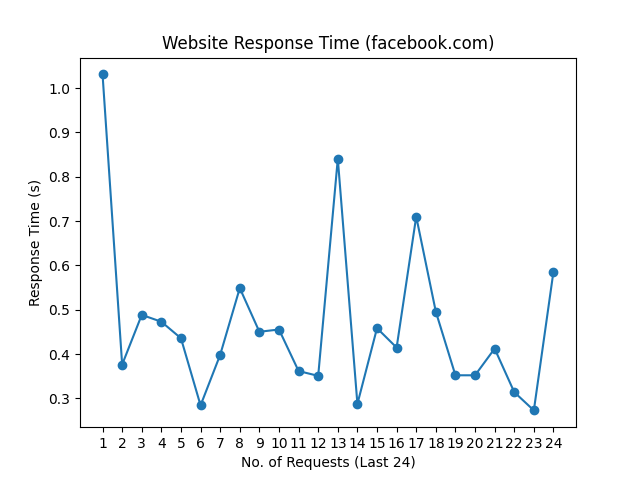 Website Response Time (facebook.com)
1.0
0.9
0.8
0.7
0.6
0.5
0.4
0.3
Response Time (s)
1 2 3 4 5 6 7 8 9 10 11 12 13 14 15 16 17 18 19 20 21 22 23 24
No. of Requests (Last 24)